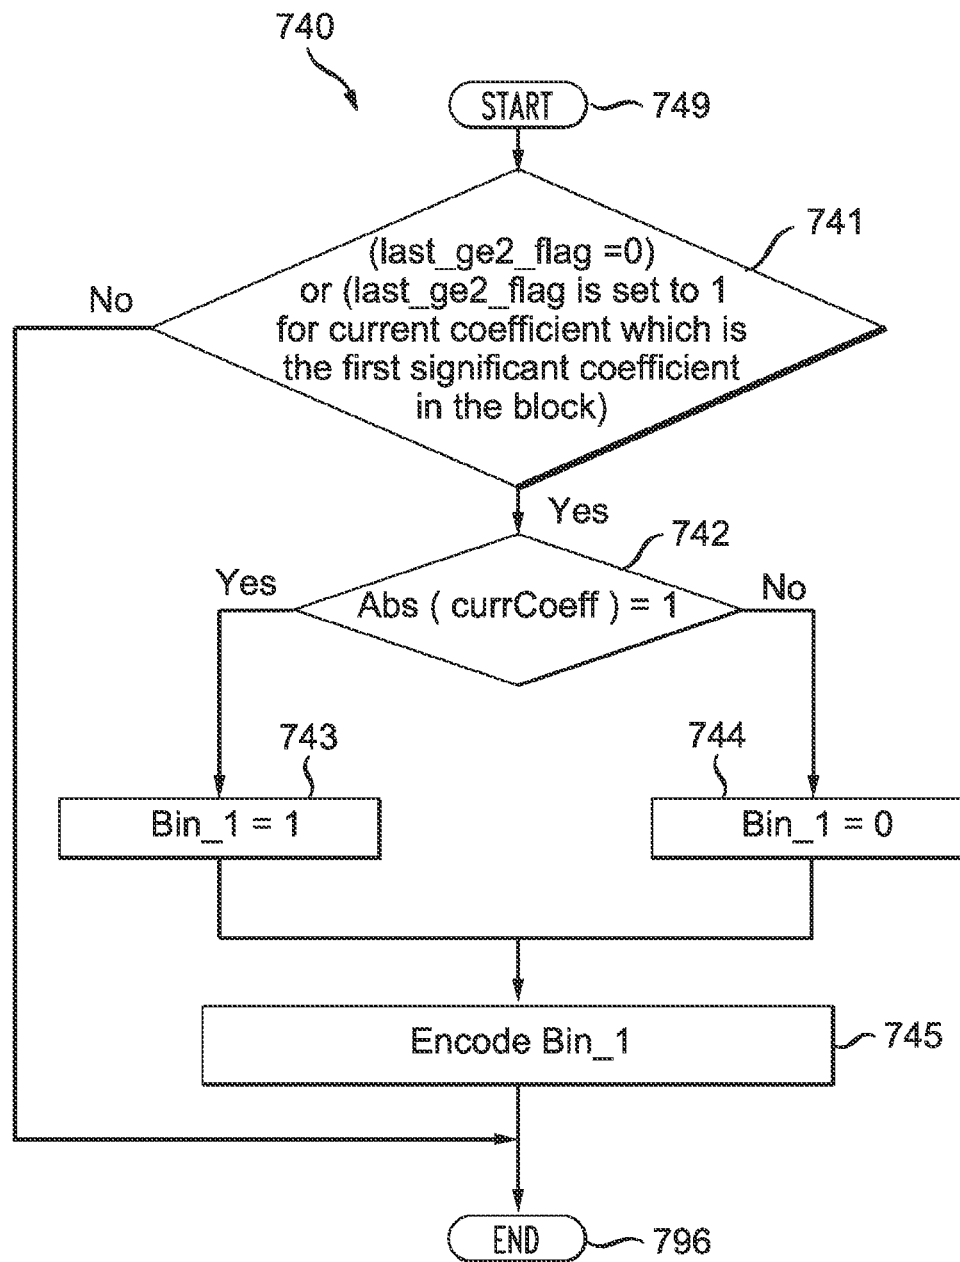 740
START
749
741
(last_ge2_flag =0)
or (last_ge2_flag is set to 1
for current coefficient which is
the first significant coefficient
in the block)
No
Yes
742
Abs ( currCoeff ) = 1
Yes
No
743
744
Bin_1 = 1
Bin_1 = 0
Encode Bin_1
745
END
796